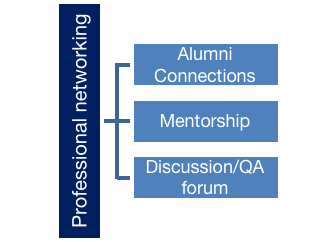 Professional networking
Alumni
Connections
Mentorship
Discussion/QA
forum